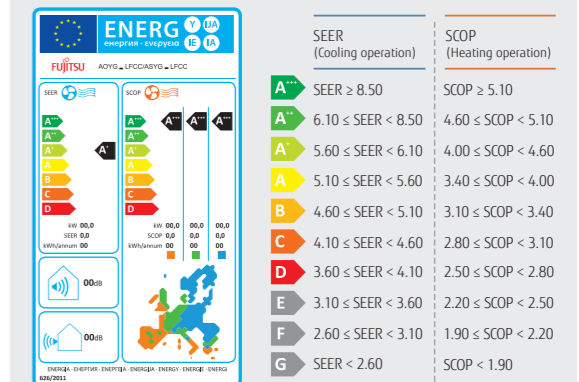 ENERG
Y IJA
IE IA
енергия · ενεργεια
FUJITSU
AOYG LFCC/ASYG LFCC
SEER
SCOP
A+++
A++
A+
A
B
C
D
A+
A+++
A++
A+
A
B
C
D
A+++ A+++ A+++
kW 00,0
SEER 0,0
kWh/annum 00
kW 00,0 00,0 00,0
SCOP 0,0 0,0 0,0
kWh/annum 00 00 00
00dB
00dB
ENERGIA · ЕНЕРГИЯ · ΕΝΕΡΓΕΙΑ · ENERGIJA · ENERGY · ENERGIE · ENERGI
626/2011
SEER
(Cooling operation)
SCOP
(Heating operation)
A+++ SEER ≥ 8.50 SCOP ≥ 5.10
A++ 6.10 ≤ SEER < 8.50 4.60 ≤ SCOP < 5.10
A+ 5.60 ≤ SEER < 6.10 4.00 ≤ SCOP < 4.60
A 5.10 ≤ SEER < 5.60 3.40 ≤ SCOP < 4.00
B 4.60 ≤ SEER < 5.10 3.10 ≤ SCOP < 3.40
C 4.10 ≤ SEER < 4.60 2.80 ≤ SCOP < 3.10
D 3.60 ≤ SEER < 4.10 2.50 ≤ SCOP < 2.80
E 3.10 ≤ SEER < 3.60 2.20 ≤ SCOP < 2.50
F 2.60 ≤ SEER < 3.10 1.90 ≤ SCOP < 2.20
G SEER < 2.60 SCOP < 1.90